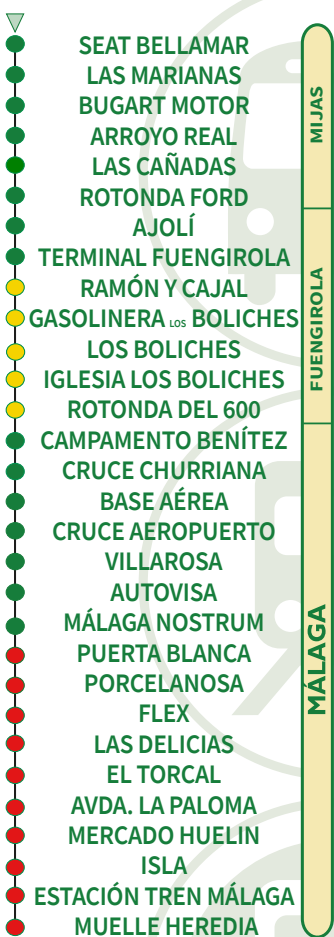 SEAT BELLAMAR
LAS MARIANAS
BUGART MOTOR
ARROYO REAL
LAS CAÑADAS
ROTONDA FORD
AJOLÍ
TERMINAL FUENGIROLA
RAMÓN Y CAJAL
GASOLINERA LOS BOLICHES
LOS BOLICHES
IGLESIA LOS BOLICHES
ROTONDA DEL 600
CAMPAMENTO BENÍTEZ
CRUCE CHURRIANA
BASE AÉREA
CRUCE AEROPUERTO
VILLAROSA
AUTOVISA
MÁLAGA NOSTRUM
PUERTA BLANCA
PORCELANOSA
FLEX
LAS DELICIAS
EL TORCAL
AVDA. LA PALOMA
MERCADO HUELIN
ISLA
ESTACIÓN TREN MÁLAGA
MUELLE HEREDIA
MIJAS
FUENGIROLA
MÁLAGA